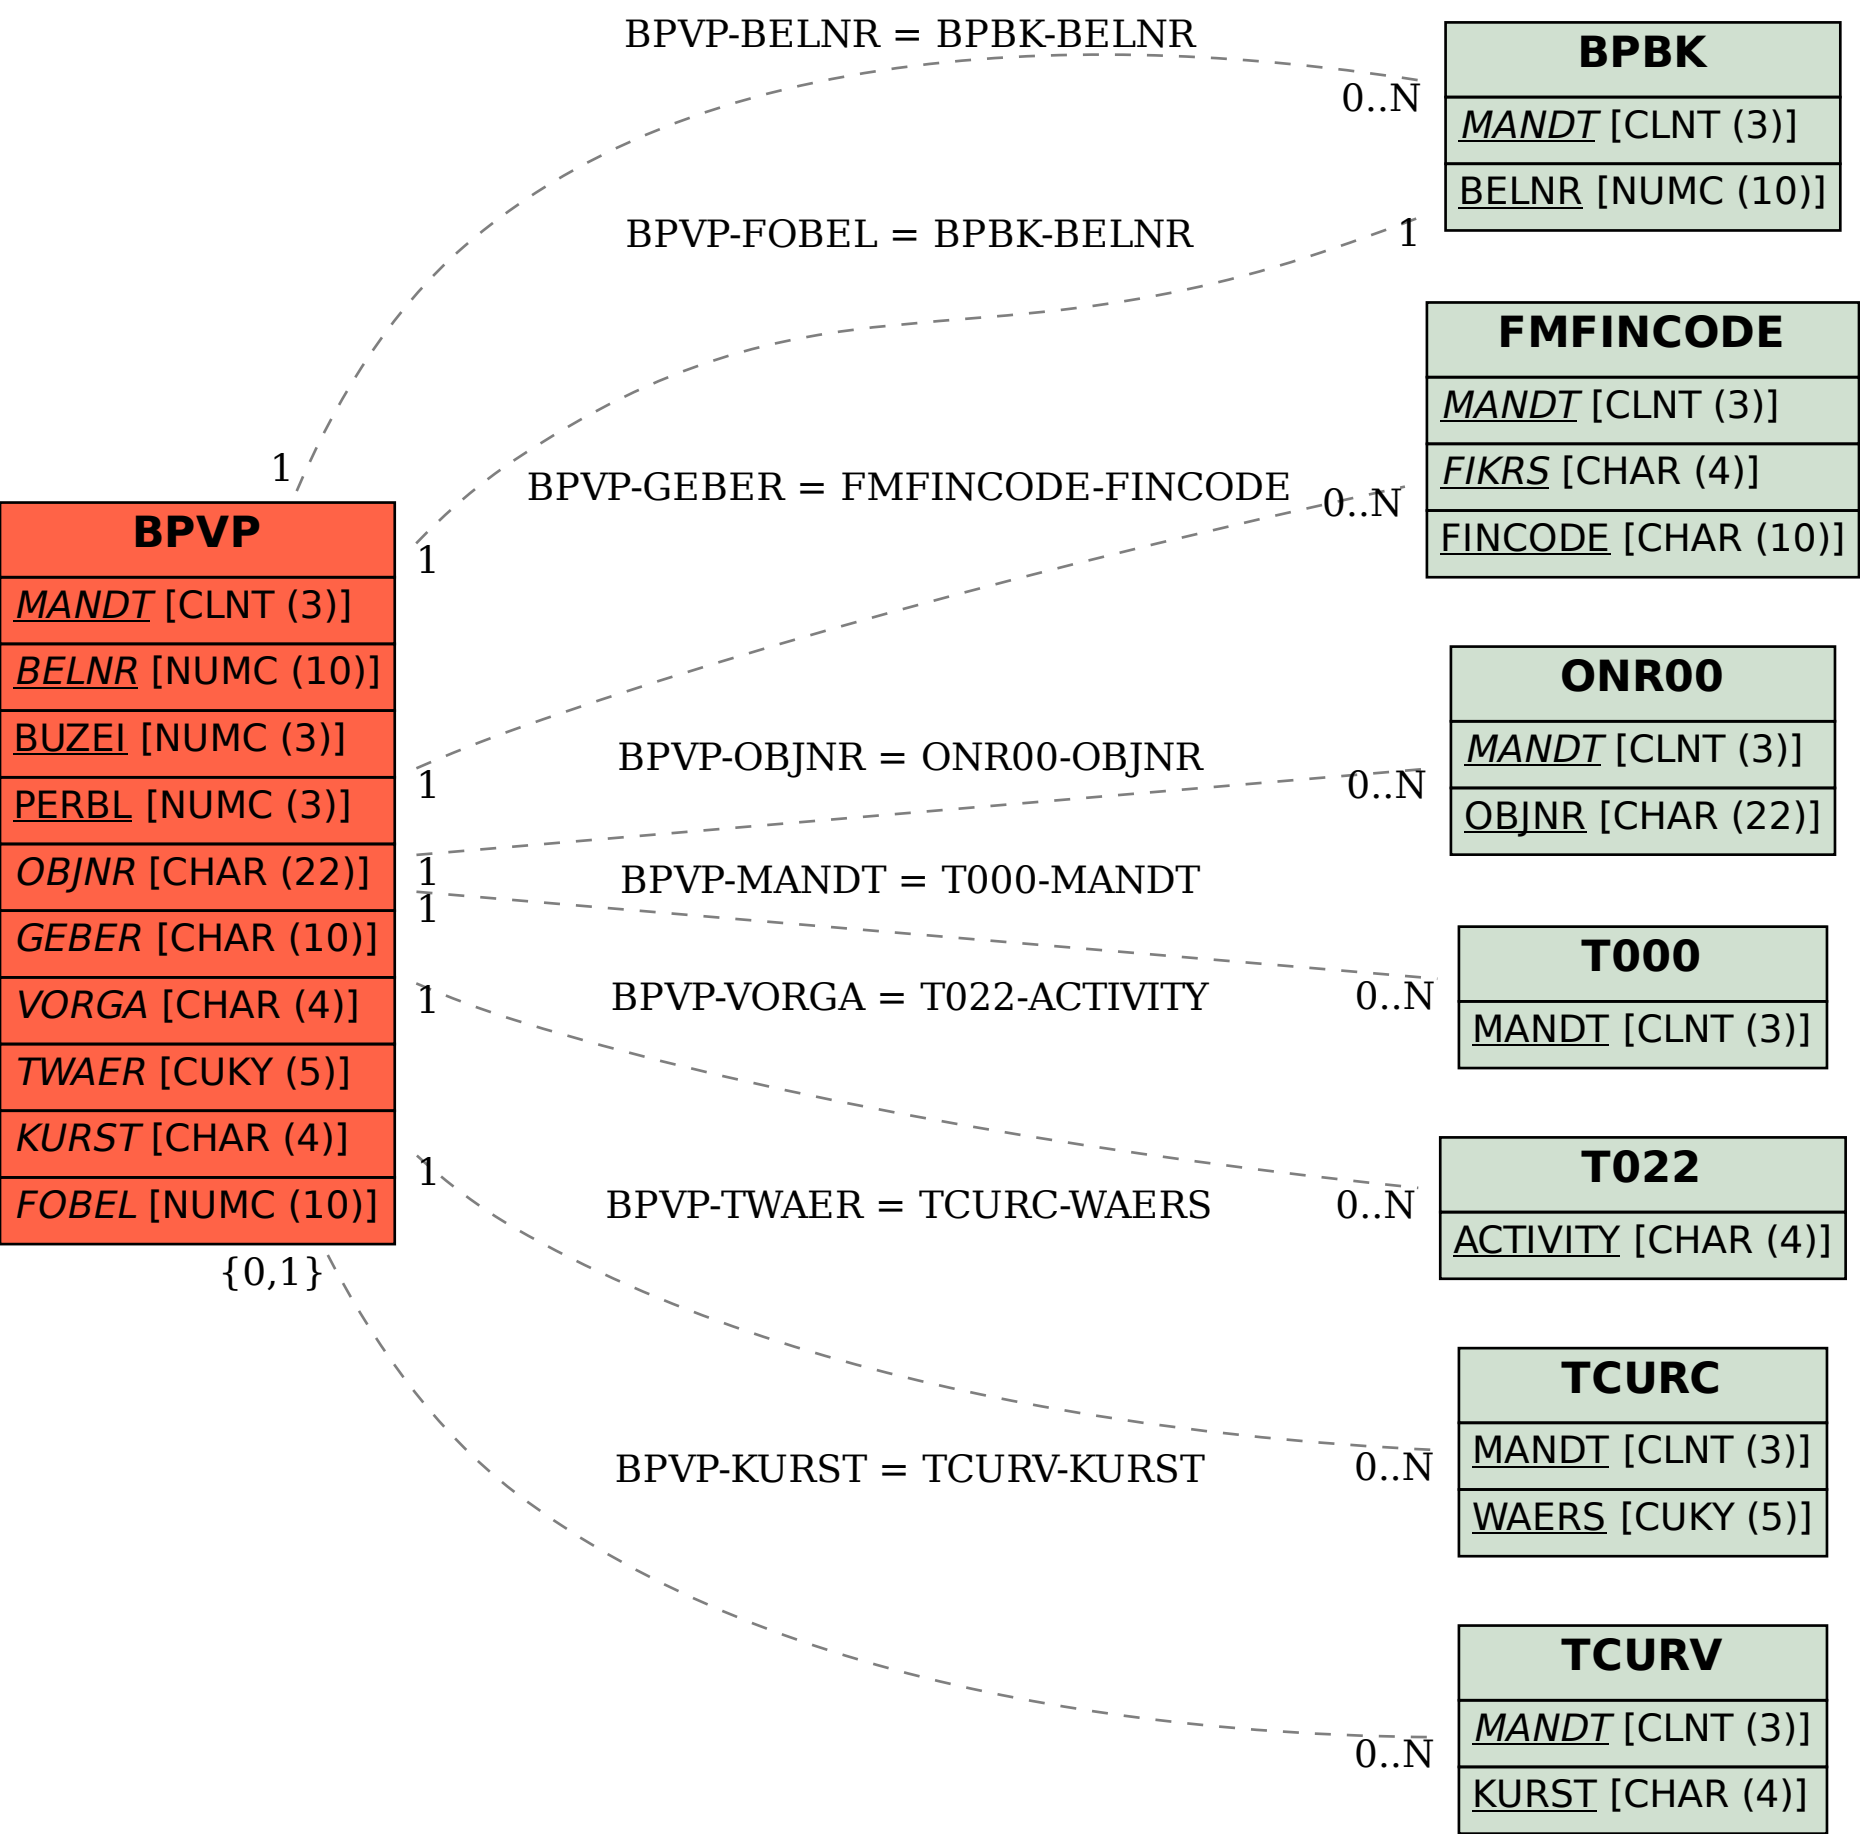 BPVP-BELNR = BPBK-BELNR
0..N
1
BPVP-FOBEL = BPBK-BELNR
1
1
BPVP-GEBER = FMFINCODE-FINCODE
0..N
1
BPVP-OBJNR = ONR00-OBJNR
0..N
1
BPVP-MANDT = T000-MANDT
0..N
1
BPVP-VORGA = T022-ACTIVITY
0..N
1
BPVP-TWAER = TCURC-WAERS
0..N
1
BPVP-KURST = TCURV-KURST
0..N
{0,1}
BPVP
MANDT [CLNT (3)]
BELNR [NUMC (10)]
BUZEI [NUMC (3)]
PERBL [NUMC (3)]
OBJNR [CHAR (22)]
GEBER [CHAR (10)]
VORGA [CHAR (4)]
TWAER [CUKY (5)]
KURST [CHAR (4)]
FOBEL [NUMC (10)]
BPBK
MANDT [CLNT (3)]
BELNR [NUMC (10)]
FMFINCODE
MANDT [CLNT (3)]
FIKRS [CHAR (4)]
FINCODE [CHAR (10)]
ONR00
MANDT [CLNT (3)]
OBJNR [CHAR (22)]
T000
MANDT [CLNT (3)]
T022
ACTIVITY [CHAR (4)]
TCURC
MANDT [CLNT (3)]
WAERS [CUKY (5)]
TCURV
MANDT [CLNT (3)]
KURST [CHAR (4)]